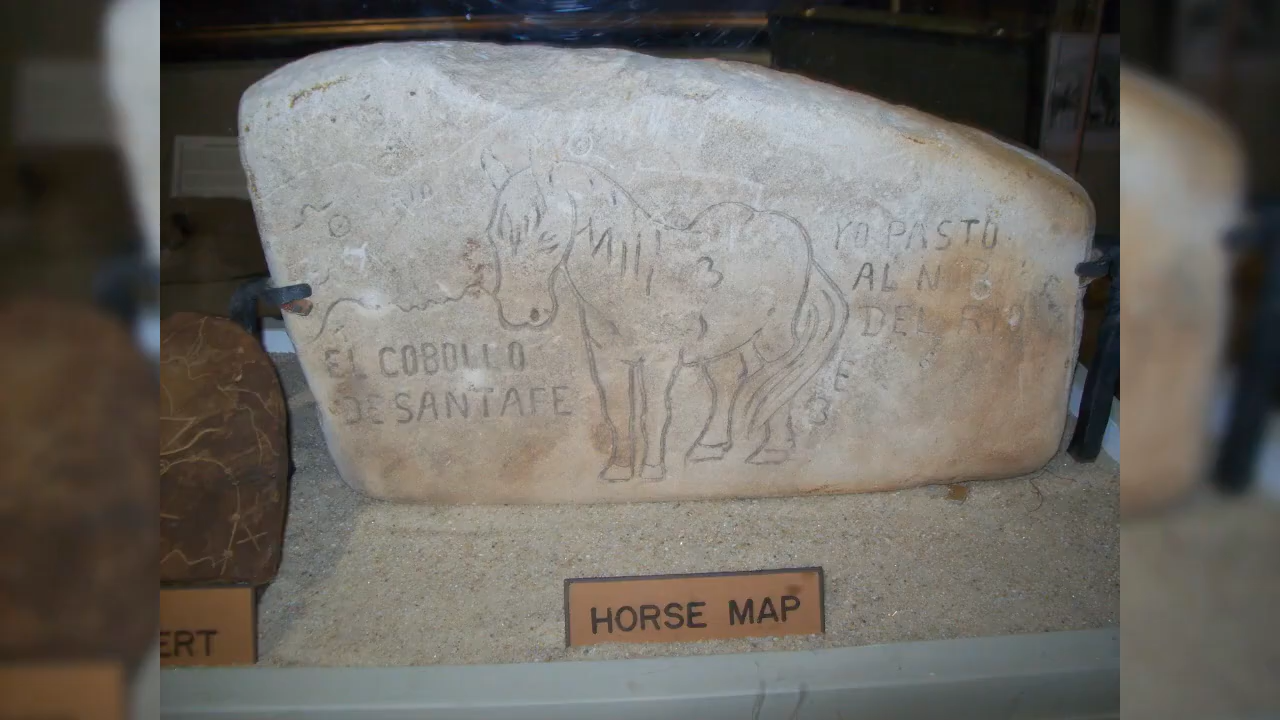 YO PASTO
AL N
DEL RIO
EL COBOLLO
DE SANTAFE
HORSE MAP
ERT